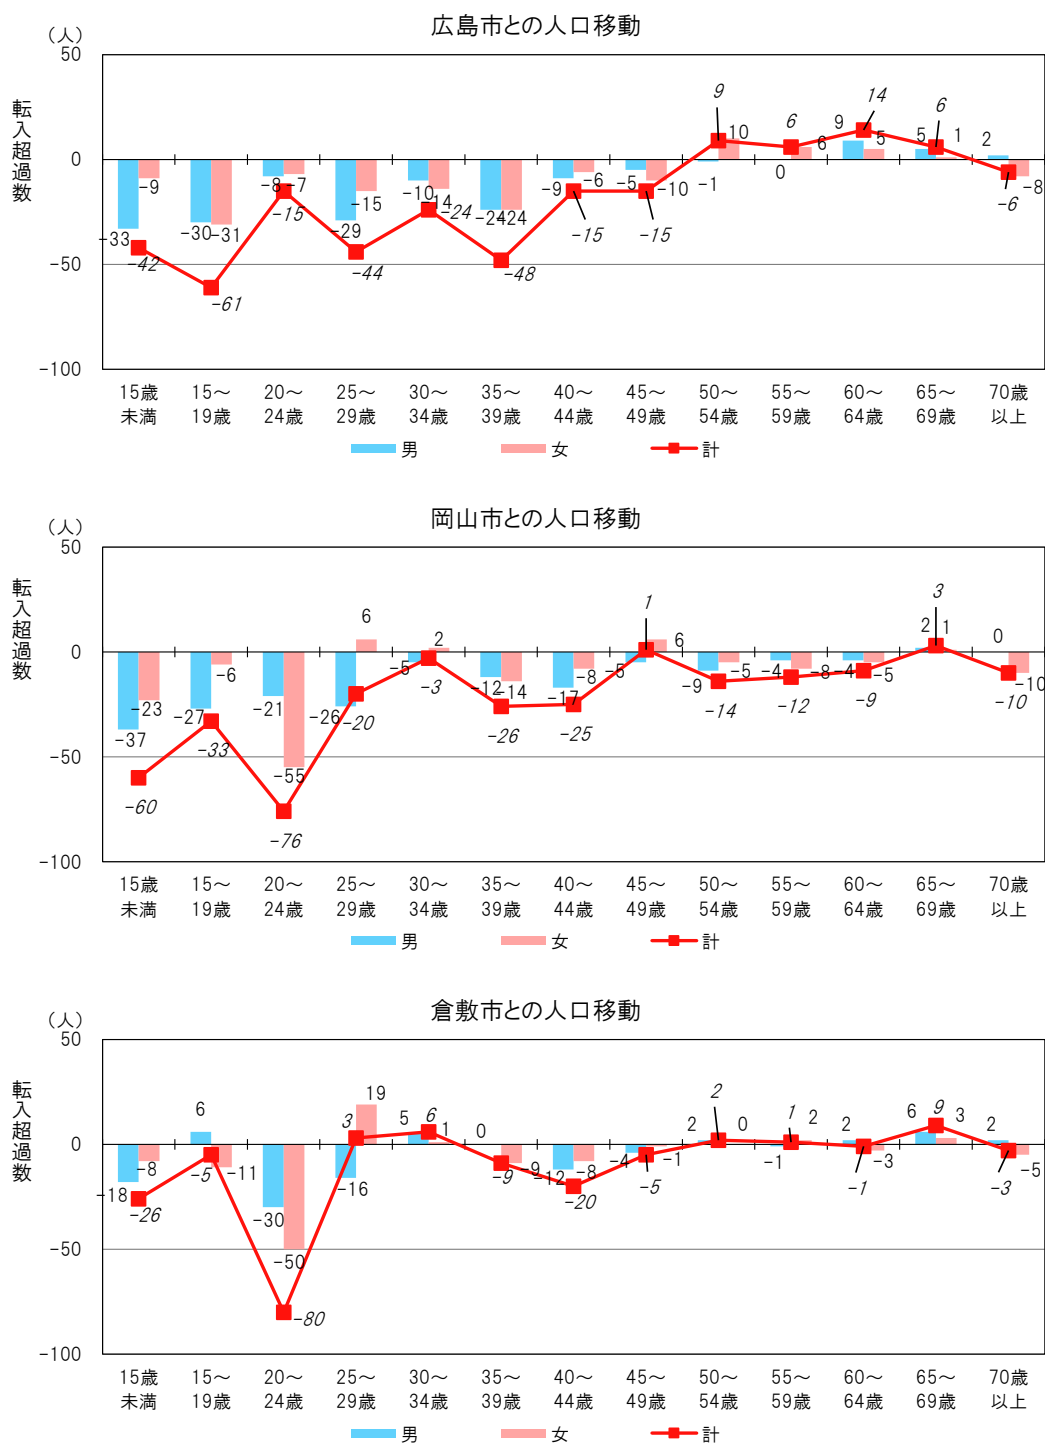 広島市との人口移動
（人）
50
0
-50
-100
転入超過数
9 14 6
10 6 6 9 5 5 1 2
-9 -8 -7 0 -8
-33 -30 -31 -15 -29 -10 -14 -24 -24 -24 -9 -6 -5 -10 -1 -6
-42 -61 -15 -44 -48 -15 -15
15歳 15～ 20～ 25～ 30～ 35～ 40～ 45～ 50～ 55～ 60～ 65～ 70歳
未満 19歳 24歳 29歳 34歳 39歳 44歳 49歳 54歳 59歳 64歳 69歳 以上
男 女 計
岡山市との人口移動
（人）
50
0
-50
-100
転入超過数
6 2 1 6 3 2 1 0
-37 -23 -27 -6 -21 -55 -26 -5 -12 -14 -17 -8 -5 -9 -5 -4 -8 -4 -5 -10
-60 -33 -76 -20 -3 -26 -25 -14 -12 -9 -10
15歳 15～ 20～ 25～ 30～ 35～ 40～ 45～ 50～ 55～ 60～ 65～ 70歳
未満 19歳 24歳 29歳 34歳 39歳 44歳 49歳 54歳 59歳 64歳 69歳 以上
男 女 計
倉敷市との人口移動
（人）
50
0
-50
-100
転入超過数
6 3 19 5 6 1 0 2 2 0 1 2 2 6 9 3 2
-18 -8 -11 -30 -50 -16 -9 -12 -8 -4 -1 -1 -3 -5
-26 -5 -80 -9 -20 -5 -1 -3
15歳 15～ 20～ 25～ 30～ 35～ 40～ 45～ 50～ 55～ 60～ 65～ 70歳
未満 19歳 24歳 29歳 34歳 39歳 44歳 49歳 54歳 59歳 64歳 69歳 以上
男 女 計